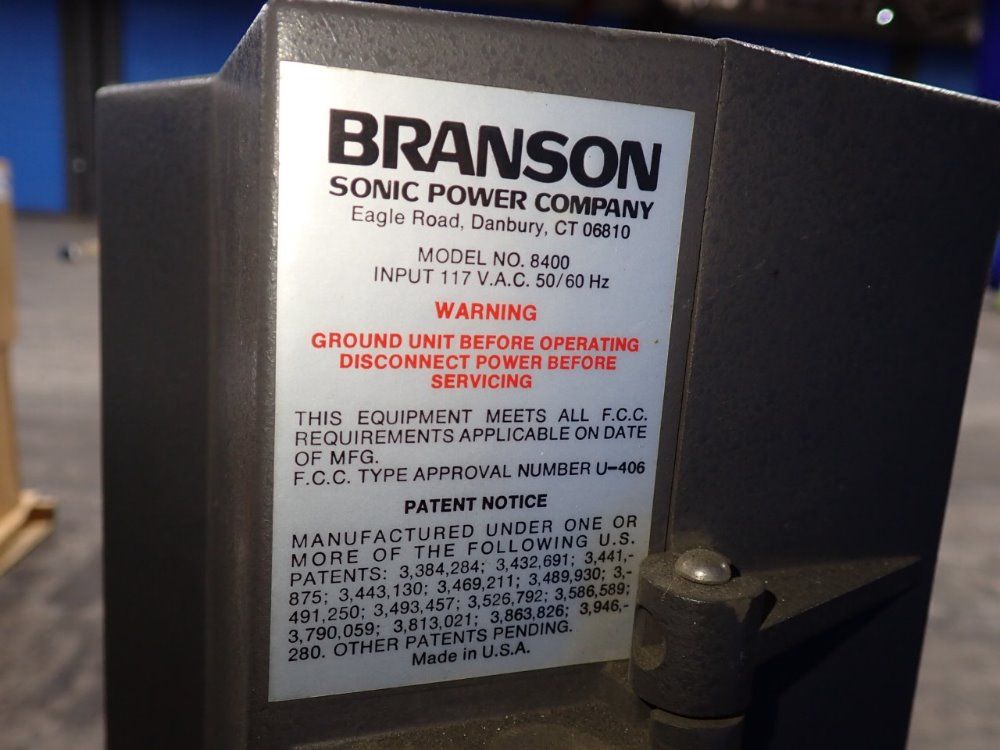 BRANSON
SONIC POWER COMPANY
Eagle Road, Danbury, CT 06810
MODEL NO. 8400
INPUT 117 V.A.C. 50/60 Hz
WARNING
GROUND UNIT BEFORE OPERATING
DISCONNECT POWER BEFORE
SERVICING
THIS EQUIPMENT MEETS ALL F.C.C.
REQUIREMENTS APPLICABLE ON DATE
OF MFG.
F.C.C. TYPE APPROVAL NUMBER U-406
PATENT NOTICE
MANUFACTURED UNDER ONE OR
MORE OF THE FOLLOWING U.S.
PATENTS: 3,384,284; 3,432,691; 3,441,-
875; 3,443,130; 3,469,211; 3,489,930; 3,-
491,250; 3,493,457; 3,526,792; 3,586,589;
3,790,059; 3,813,021; 3,863,826; 3,946,-
280. OTHER PATENTS PENDING.
Made in U.S.A.